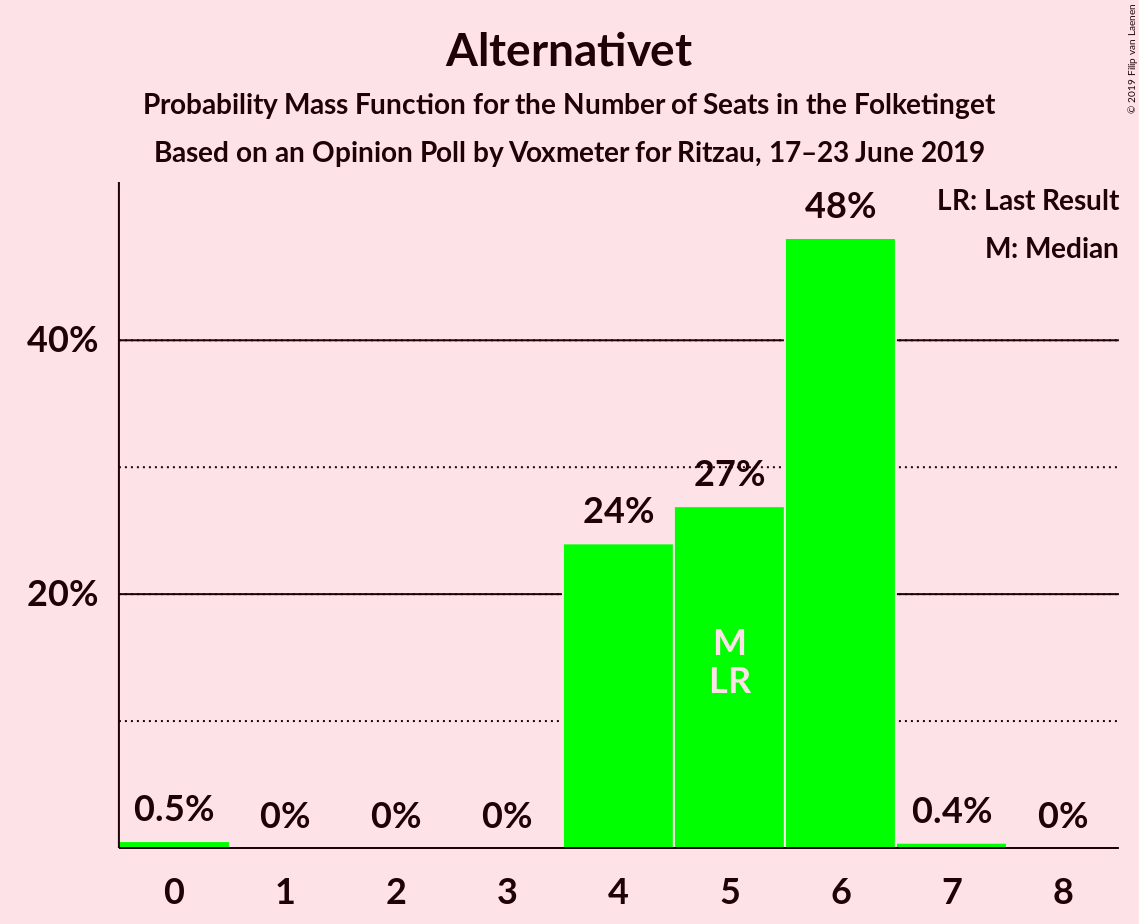 Alternativet
Probability Mass Function for the Number of Seats in the Folketinget
Based on an Opinion Poll by Voxmeter for Ritzau, 17–23 June 2019
© 2019 Filip van Laenen
LR: Last Result
M: Median
48%
40%
27%
24%
20%
M
LR
0.5%
0%
0%
0%
0.4%
0%
0
1
2
3
4
5
6
7
8